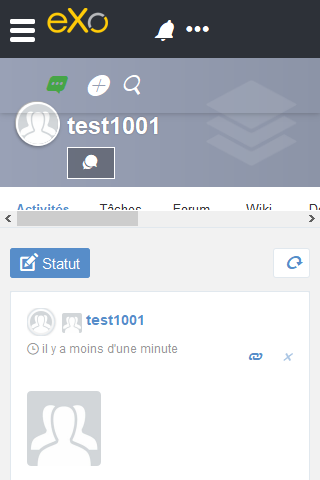 eXo
test1001
Activités Tâches Forum Wiki
Statut
test1001
il y a moins d'une minute